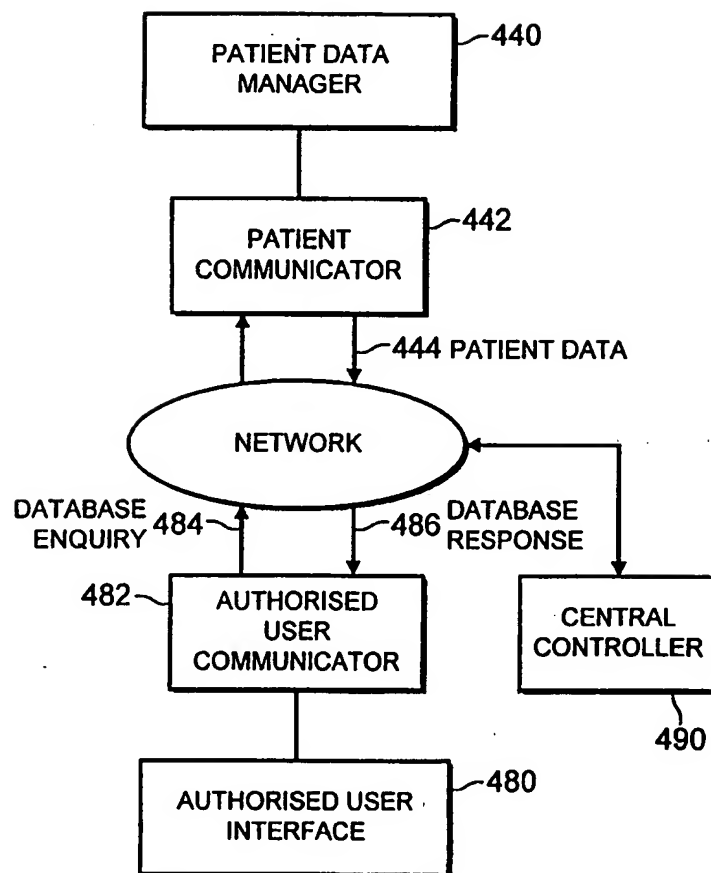 PATIENT DATA
MANAGER
440
PATIENT
COMMUNICATOR
442
444 PATIENT DATA
NETWORK
DATABASE
ENQUIRY
484
486
DATABASE
RESPONSE
482
AUTHORISED
USER
COMMUNICATOR
CENTRAL
CONTROLLER
490
AUTHORISED USER
INTERFACE
480